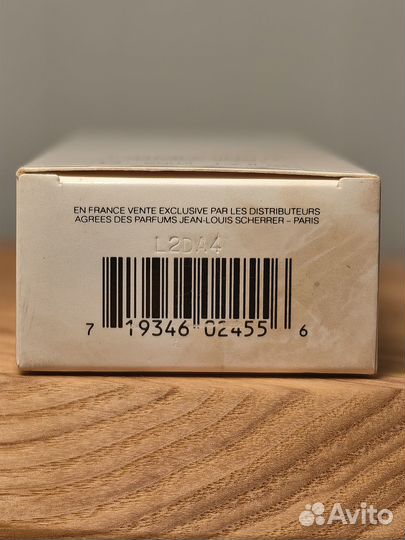 EN FRANCE VENTE EXCLUSIVE PAR LES DISTRIBUTEURS
AGREES DES PARFUMS JEAN-LOUIS SCHERRER – PARIS
L2DA4
7 19346 02455 6
Avito